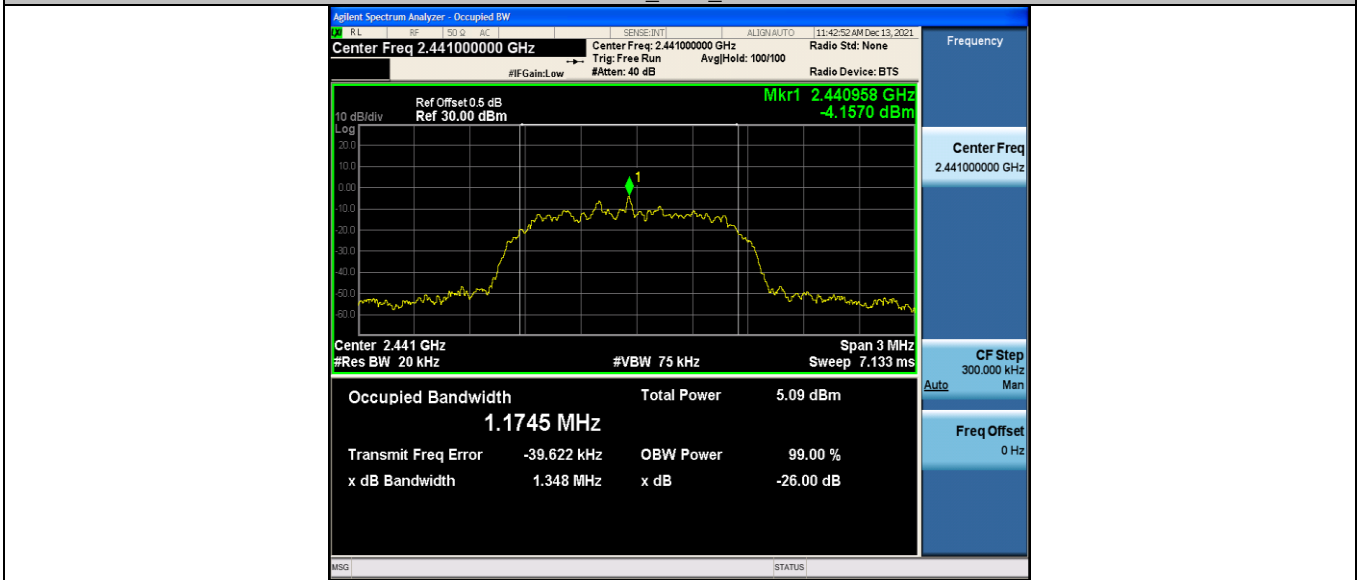 Agilent Spectrum Analyzer - Occupied BW
RL RF 50 Ω AC SENSE:INT ALIGN AUTO 11:42:52 AM Dec 13, 2021
Center Freq 2.441000000 GHz
Center Freq: 2.441000000 GHz Radio Std: None
Trig: Free Run Avg|Hold: 100/100
#IFGain:Low #Atten: 40 dB Radio Device: BTS
Frequency
Mkr1 2.440958 GHz
-4.1570 dBm
Ref Offset 0.5 dB
10 dB/div Ref 30.00 dBm
Log
20.0
10.0
0.00
-10.0
-20.0
-30.0
-40.0
-50.0
-60.0
1
Center 2.441 GHz Span 3 MHz
#Res BW 20 kHz #VBW 75 kHz Sweep 7.133 ms
Occupied Bandwidth Total Power 5.09 dBm
1.1745 MHz
Transmit Freq Error -39.622 kHz OBW Power 99.00 %
x dB Bandwidth 1.348 MHz x dB -26.00 dB
Center Freq
2.441000000 GHz
CF Step
300.000 kHz
Auto Man
Freq Offset
0 Hz
MSG STATUS